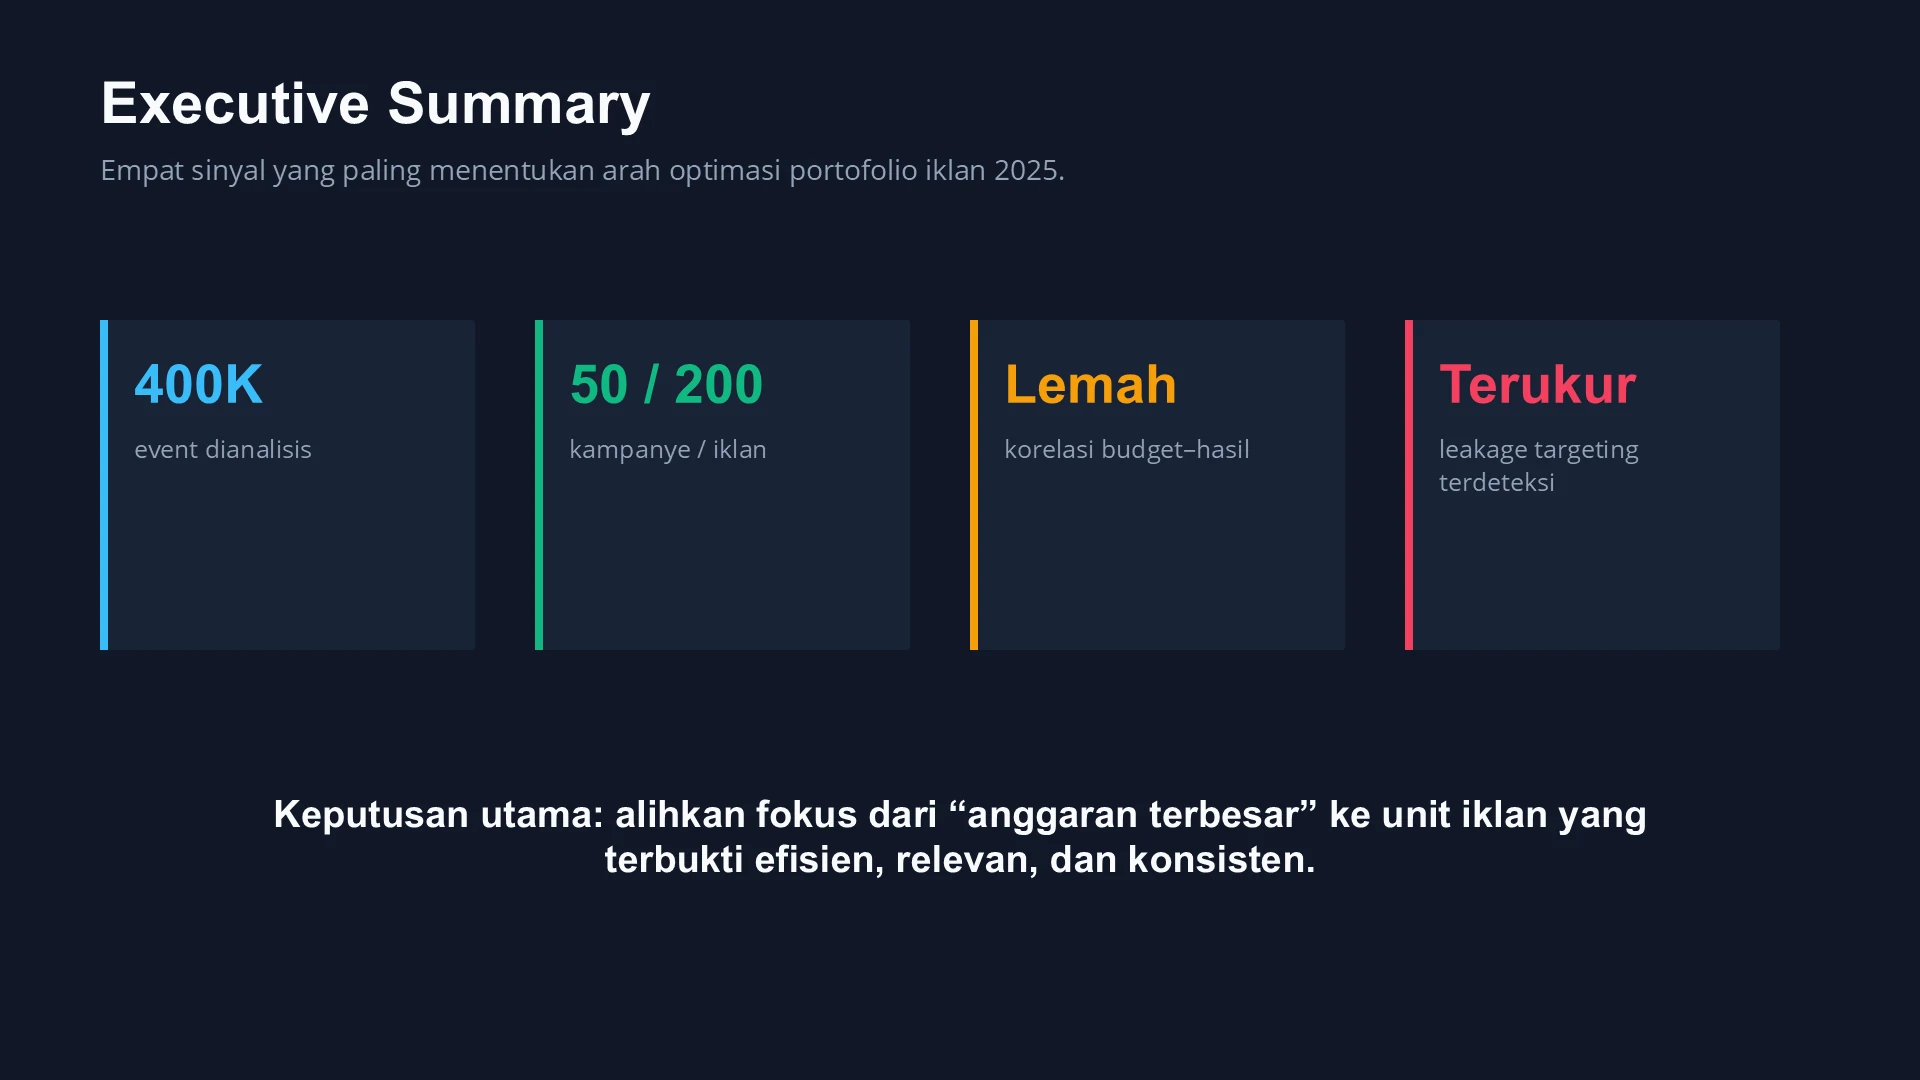 Executive Summary
Empat sinyal yang paling menentukan arah optimasi portofolio iklan 2025.
400K
event dianalisis
50 / 200
kampanye / iklan
Lemah
korelasi budget–hasil
Terukur
leakage targeting
terdeteksi
Keputusan utama: alihkan fokus dari “anggaran terbesar” ke unit iklan yang
terbukti efisien, relevan, dan konsisten.